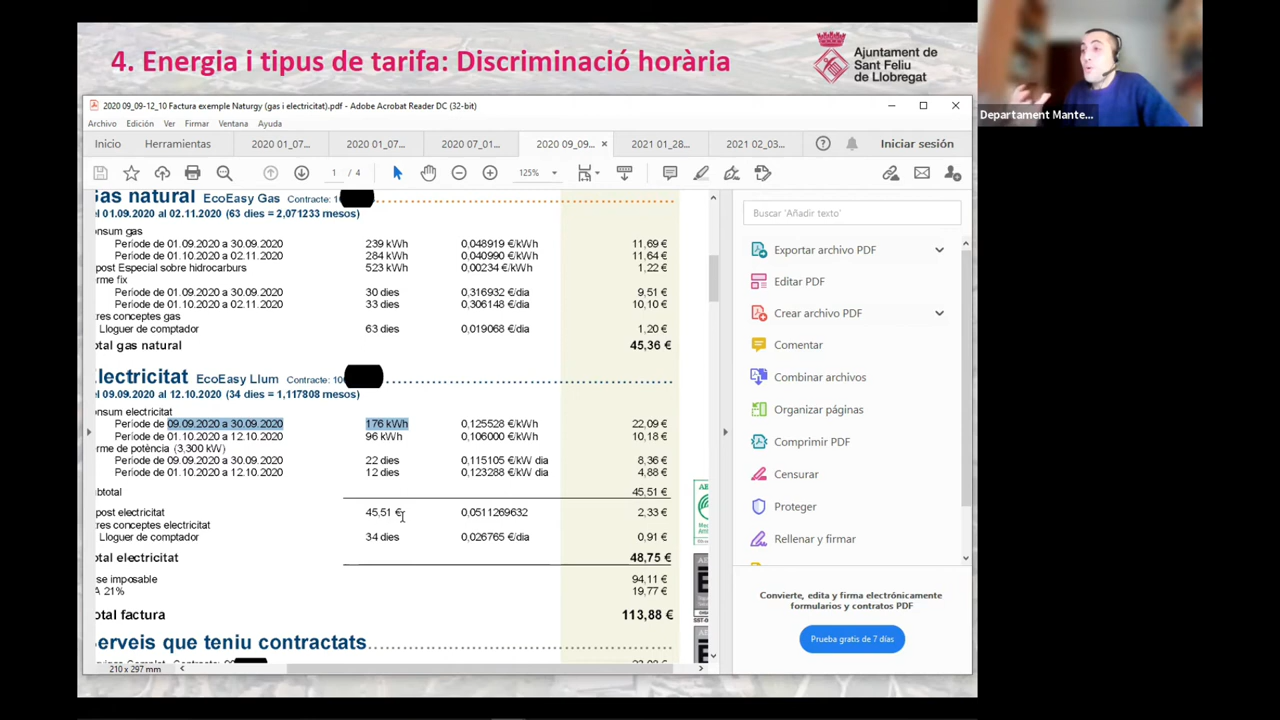 4. Energia i tipus de tarifa: Discriminació horària
Ajuntament de
Sant Feliu
de Llobregat
Departament Mante...
2020 09_09-12_10 Factura exemple Naturgy (gas i electricitat).pdf - Adobe Acrobat Reader DC (32-bit)
Archivo Edición Ver Firmar Ventana Ayuda
Inicio Herramientas 2020 01_07... 2020 01_07... 2020 07_01... 2020 09_09... × 2021 01_28... 2021 02_03... Iniciar sesión
1 / 4 125%
Gas natural EcoEasy Gas Contracte: 1
el 01.09.2020 al 02.11.2020 (63 dies = 2,071233 mesos)
onsum gas
Període de 01.09.2020 a 30.09.2020 239 kWh 0,048919 €/kWh 11,69 €
Període de 01.10.2020 a 02.11.2020 284 kWh 0,040990 €/kWh 11,64 €
post Especial sobre hidrocarburs 523 kWh 0,00234 €/kWh 1,22 €
rme fix
Període de 01.09.2020 a 30.09.2020 30 dies 0,316932 €/dia 9,51 €
Període de 01.10.2020 a 02.11.2020 33 dies 0,306148 €/dia 10,10 €
tres conceptes gas
Lloguer de comptador 63 dies 0,019068 €/dia 1,20 €
otal gas natural 45,36 €
lectricitat EcoEasy Llum Contracte: 10
el 09.09.2020 al 12.10.2020 (34 dies = 1,117808 mesos)
onsum electricitat
Període de 09.09.2020 a 30.09.2020 176 kWh 0,125528 €/kWh 22,09 €
Període de 01.10.2020 a 12.10.2020 96 kWh 0,106000 €/kWh 10,18 €
rme de potència (3,300 kW)
Període de 09.09.2020 a 30.09.2020 22 dies 0,115105 €/kW dia 8,36 €
Període de 01.10.2020 a 12.10.2020 12 dies 0,123288 €/kW dia 4,88 €
btotal 45,51 €
post electricitat 45,51 € 0,0511269632 2,33 €
tres conceptes electricitat
Lloguer de comptador 34 dies 0,026765 €/dia 0,91 €
otal electricitat 48,75 €
se imposable 94,11 €
A 21% 19,77 €
otal factura 113,88 €
erveis que teniu contractats
210 x 297 mm
Buscar 'Añadir texto'
Exportar archivo PDF
Editar PDF
Crear archivo PDF
Comentar
Combinar archivos
Organizar páginas
Comprimir PDF
Censurar
Proteger
Rellenar y firmar
Convierte, edita y firma electrónicamente
formularios y contratos PDF
Prueba gratis de 7 días